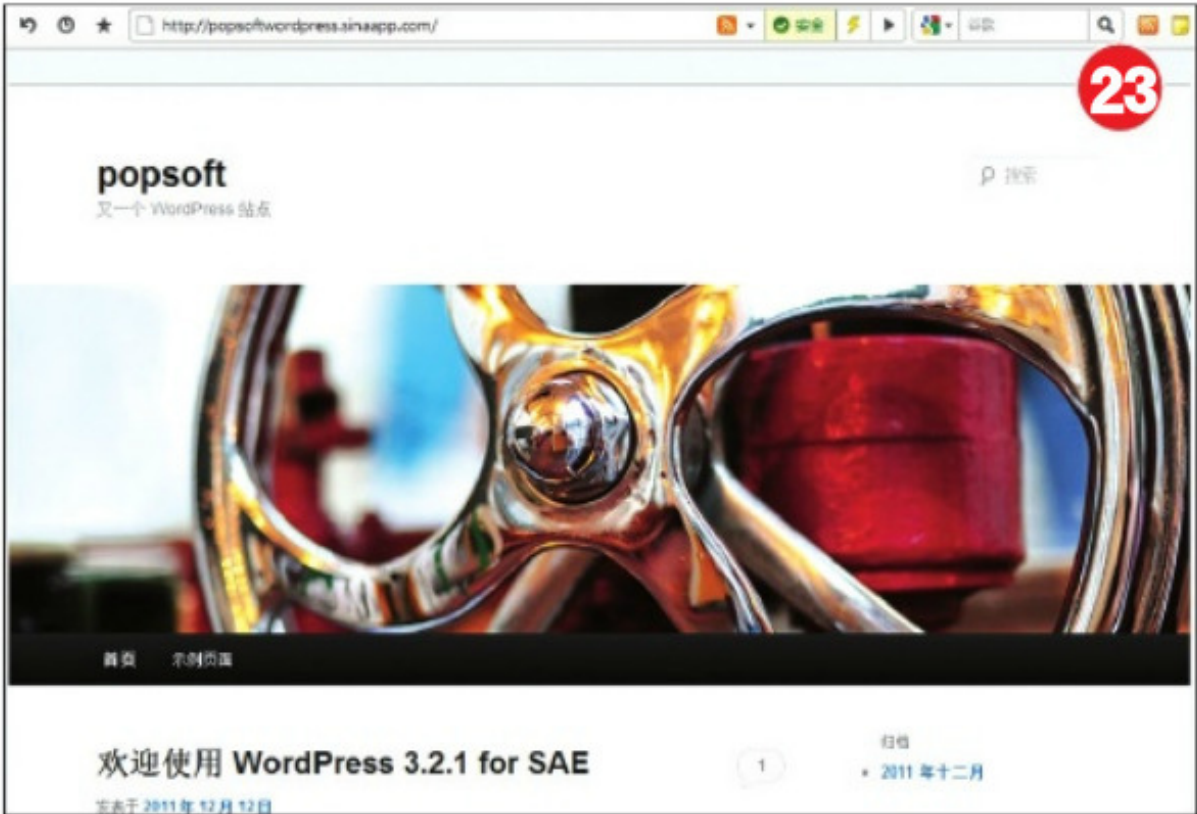 http://popsoftwordpress.sinaapp.com/
安全
谷歌
23
popsoft
搜索
又一个 WordPress 站点
首页 示例页面
欢迎使用 WordPress 3.2.1 for SAE
1
归档
2011 年十二月
发表于 2011 年 12 月 12 日